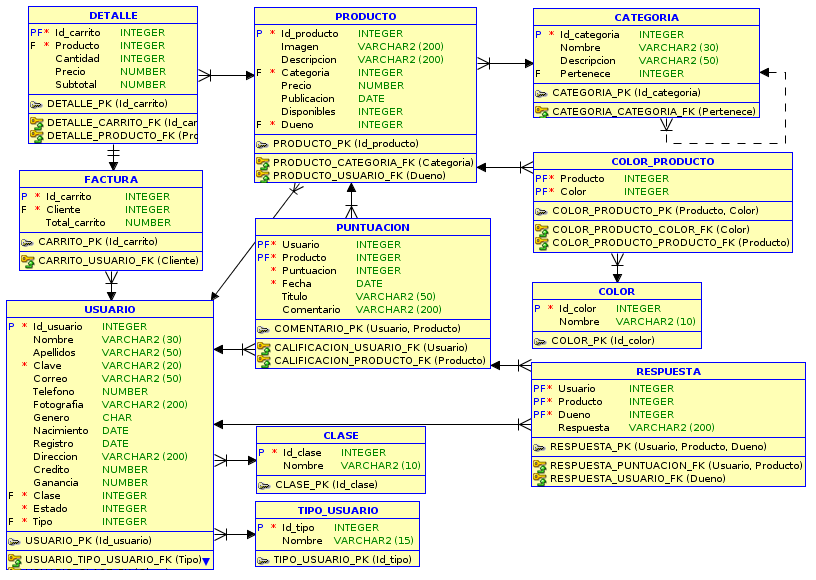 DETALLE
PF* Id_carrito INTEGER
F * Producto INTEGER
Cantidad INTEGER
Precio NUMBER
Subtotal NUMBER
DETALLE_PK (Id_carrito)
DETALLE_CARRITO_FK (Id_car
DETALLE_PRODUCTO_FK (Pro
PRODUCTO
P * Id_producto INTEGER
Imagen VARCHAR2 (200)
Descripcion VARCHAR2 (200)
F * Categoria INTEGER
Precio NUMBER
Publicacion DATE
Disponibles INTEGER
F * Dueno INTEGER
PRODUCTO_PK (Id_producto)
PRODUCTO_CATEGORIA_FK (Categoria)
PRODUCTO_USUARIO_FK (Dueno)
CATEGORIA
P * Id_categoria INTEGER
Nombre VARCHAR2 (30)
Descripcion VARCHAR2 (50)
F Pertenece INTEGER
CATEGORIA_PK (Id_categoria)
CATEGORIA_CATEGORIA_FK (Pertenece)
FACTURA
P * Id_carrito INTEGER
F * Cliente INTEGER
Total_carrito NUMBER
CARRITO_PK (Id_carrito)
CARRITO_USUARIO_FK (Cliente)
COLOR_PRODUCTO
PF* Producto INTEGER
PF* Color INTEGER
COLOR_PRODUCTO_PK (Producto, Color)
COLOR_PRODUCTO_COLOR_FK (Color)
COLOR_PRODUCTO_PRODUCTO_FK (Producto)
PUNTUACION
PF* Usuario INTEGER
PF* Producto INTEGER
* Puntuacion INTEGER
* Fecha DATE
Titulo VARCHAR2 (50)
Comentario VARCHAR2 (200)
COMENTARIO_PK (Usuario, Producto)
CALIFICACION_USUARIO_FK (Usuario)
CALIFICACION_PRODUCTO_FK (Producto)
COLOR
P * Id_color INTEGER
Nombre VARCHAR2 (10)
COLOR_PK (Id_color)
USUARIO
P * Id_usuario INTEGER
Nombre VARCHAR2 (30)
Apellidos VARCHAR2 (50)
* Clave VARCHAR2 (20)
Correo VARCHAR2 (50)
Telefono NUMBER
Fotografia VARCHAR2 (200)
Genero CHAR
Nacimiento DATE
Registro DATE
Direccion VARCHAR2 (200)
Credito NUMBER
Ganancia NUMBER
F * Clase INTEGER
* Estado INTEGER
F * Tipo INTEGER
USUARIO_PK (Id_usuario)
USUARIO_TIPO_USUARIO_FK (Tipo)
RESPUESTA
PF* Usuario INTEGER
PF* Producto INTEGER
PF* Dueno INTEGER
Respuesta VARCHAR2 (200)
RESPUESTA_PK (Usuario, Producto, Dueno)
RESPUESTA_PUNTUACION_FK (Usuario, Producto)
RESPUESTA_USUARIO_FK (Dueno)
CLASE
P * Id_clase INTEGER
Nombre VARCHAR2 (10)
CLASE_PK (Id_clase)
TIPO_USUARIO
P * Id_tipo INTEGER
Nombre VARCHAR2 (15)
TIPO_USUARIO_PK (Id_tipo)